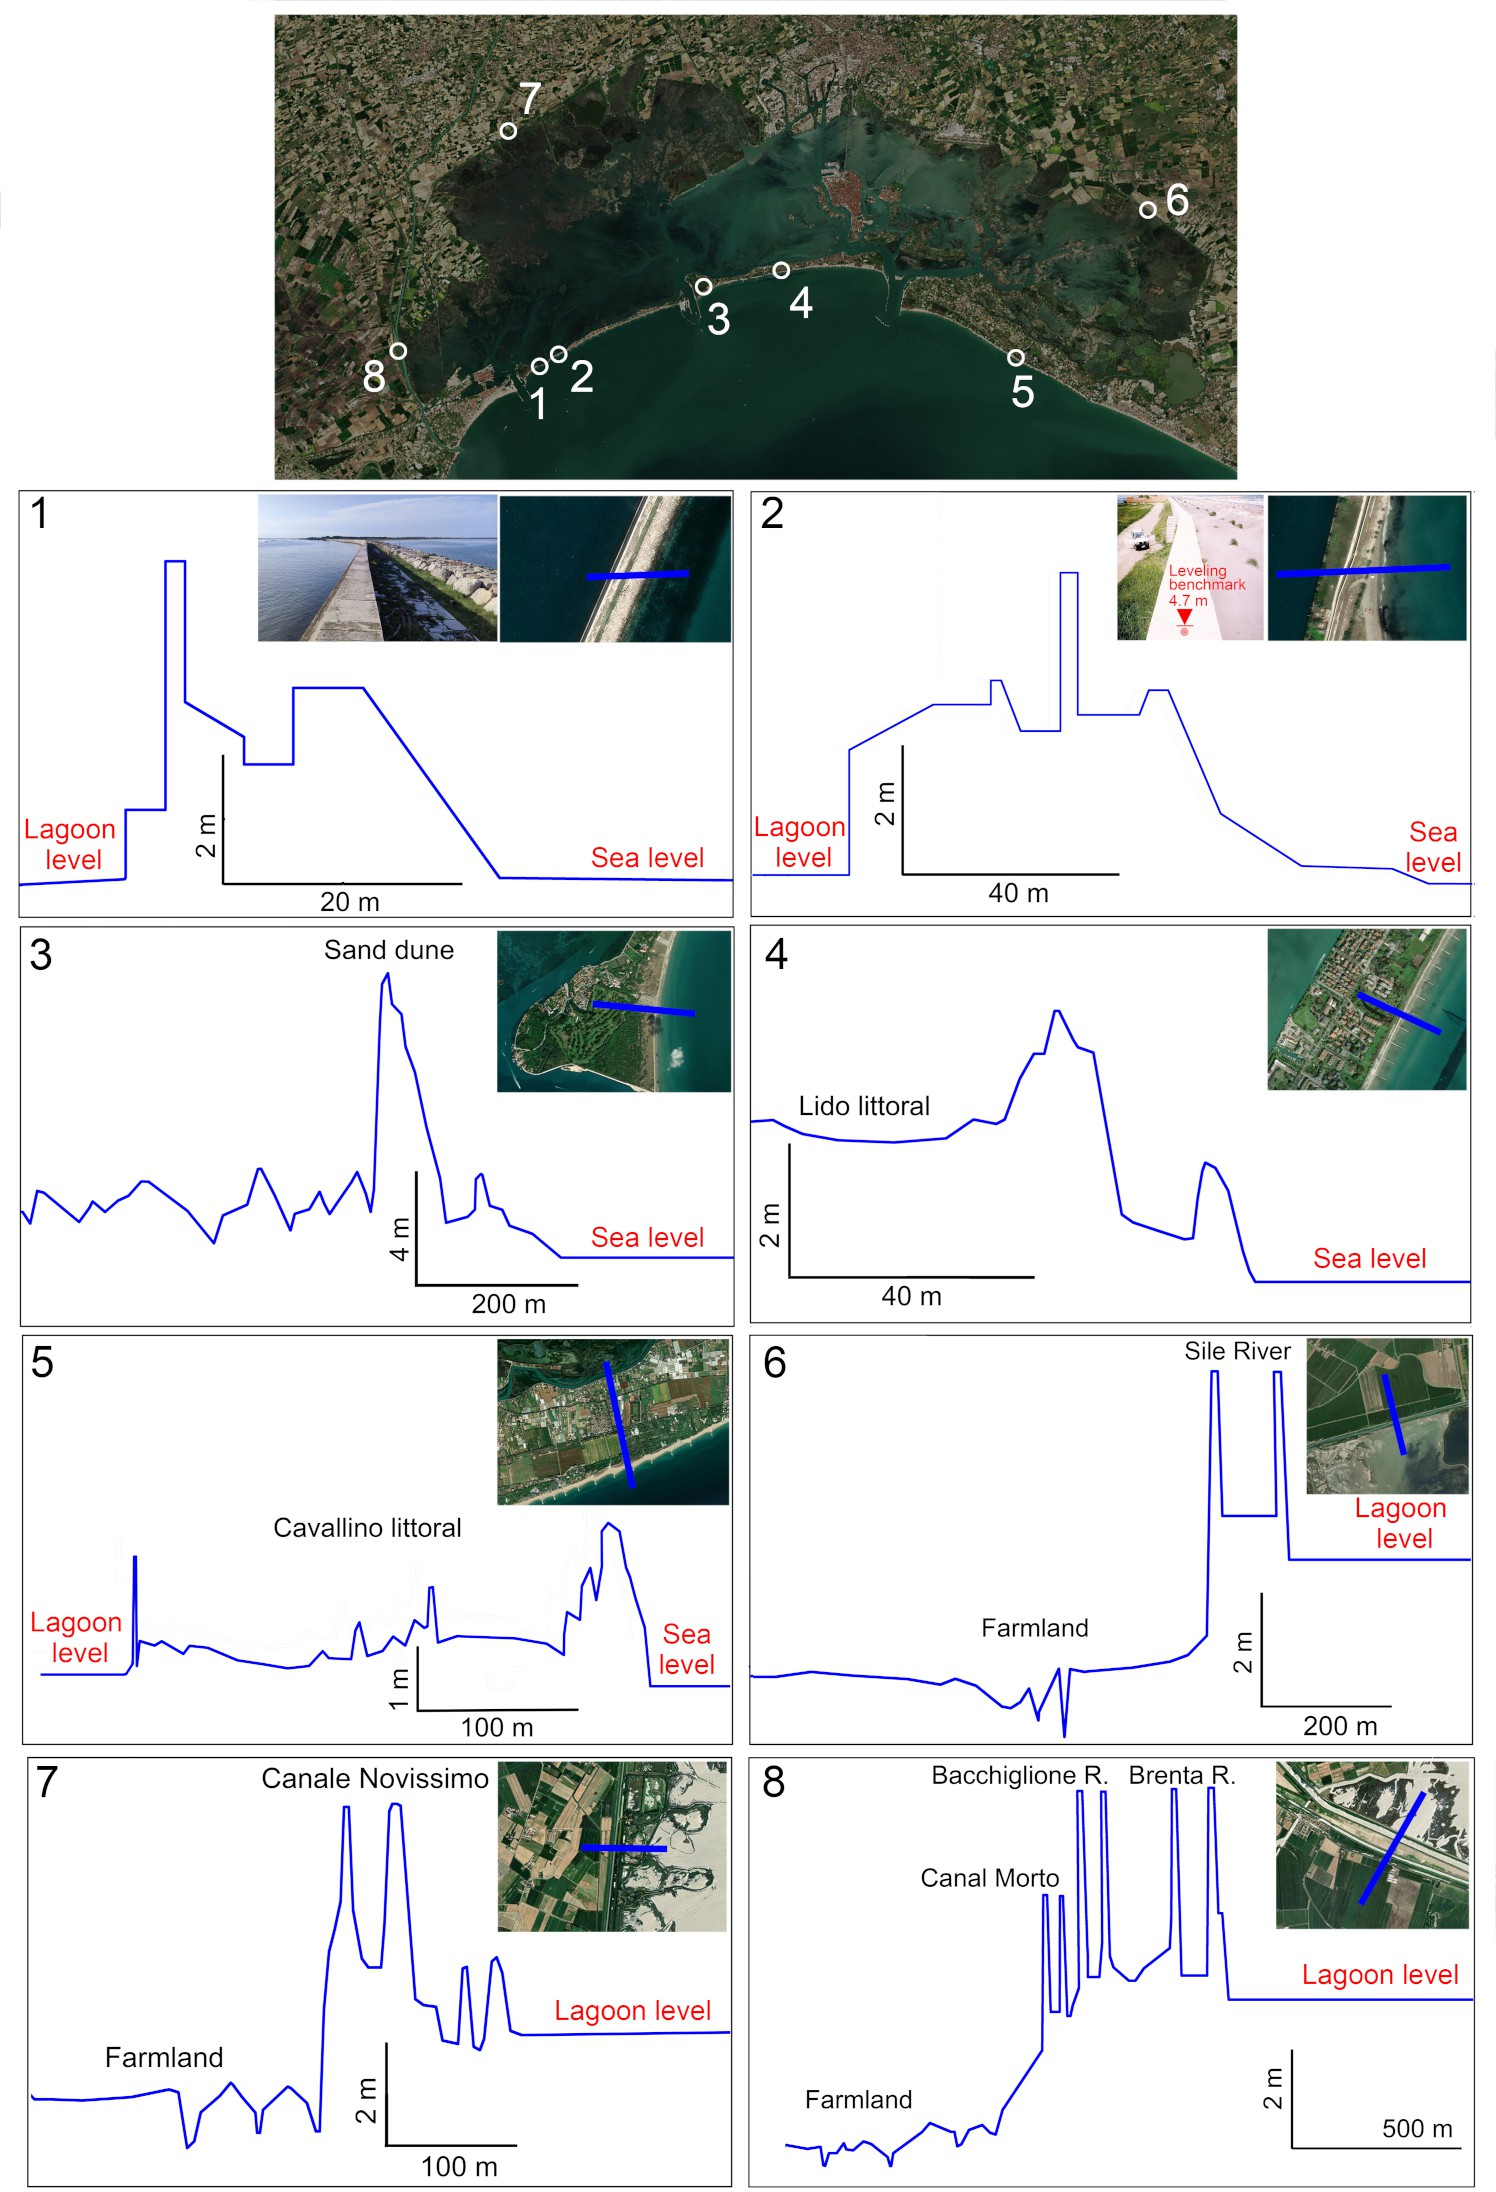 7
6
3
4
8
1
2
5
1
Lagoon
level
2 m
20 m
Sea level
2
Leveling
benchmark
4.7 m
Lagoon
level
2 m
40 m
Sea
level
3
Sand dune
4 m
200 m
Sea level
4
Lido littoral
2 m
40 m
Sea level
5
Cavallino littoral
Lagoon
level
1 m
100 m
Sea
level
6
Sile River
Lagoon
level
Farmland
2 m
200 m
7
Canale Novissimo
Lagoon level
Farmland
2 m
100 m
8
Bacchiglione R. Brenta R.
Canal Morto
Lagoon level
Farmland
2 m
500 m